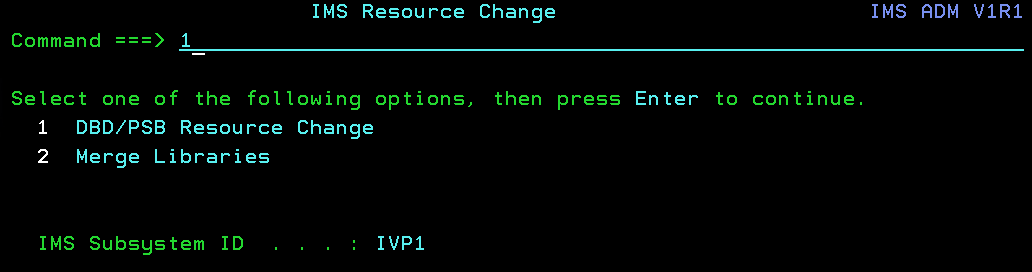 IMS Resource Change IMS ADM V1R1
Command ===> 1_
Select one of the following options, then press Enter to continue.
1 DBD/PSB Resource Change
2 Merge Libraries
IMS Subsystem ID . . . : IVP1